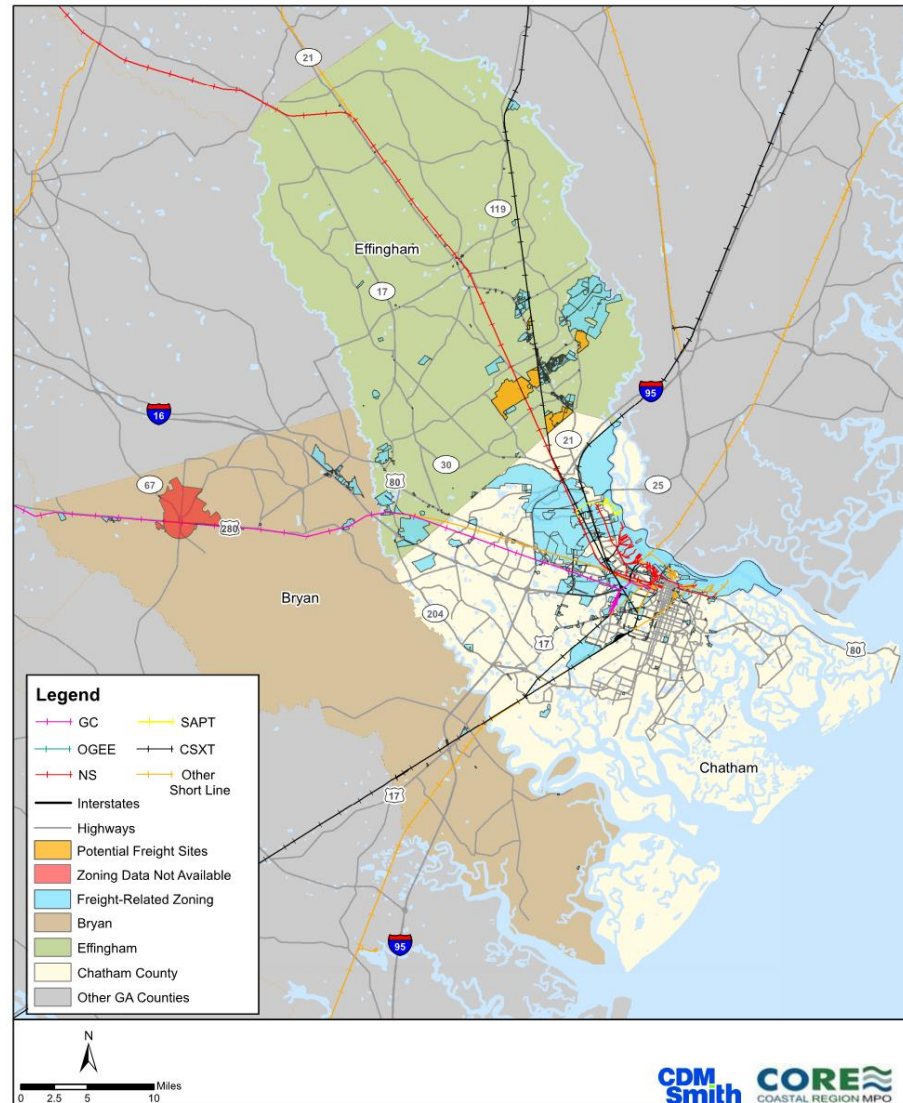 21
119
Effingham
17
95
16
21
30
80
67
25
280
Bryan
204
17
80
Chatham
17
95
Legend
GC
SAPT
OGEE
CSXT
NS
Other
Short Line
Interstates
Highways
Potential Freight Sites
Zoning Data Not Available
Freight-Related Zoning
Bryan
Effingham
Chatham County
Other GA Counties
N
Miles
0 2.5 5 10
CDM
Smith
CORE
COASTAL REGION MPO